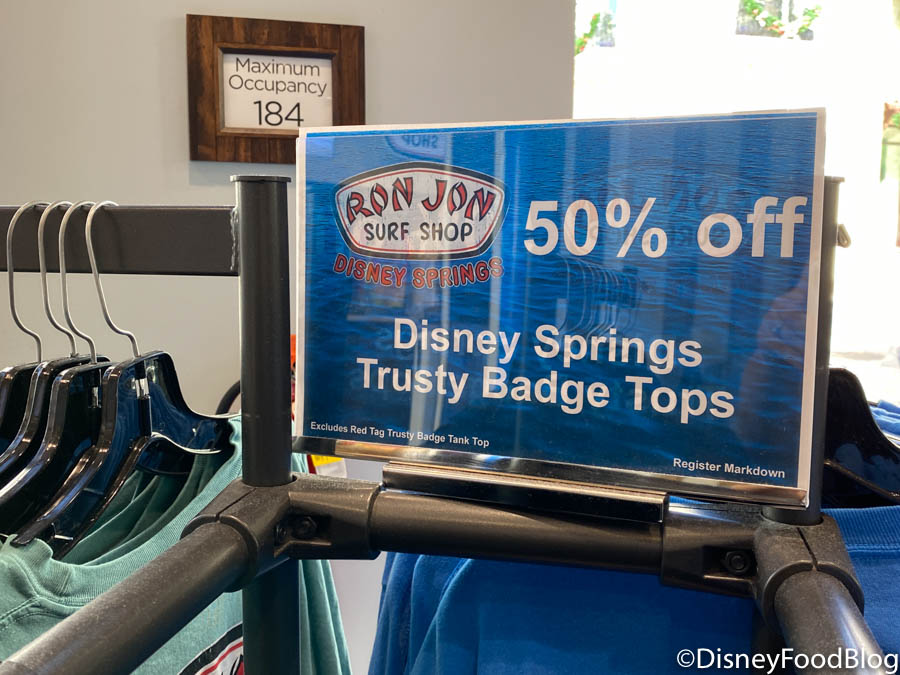 Maximum
Occupancy
184
RON JON
SURF SHOP
DISNEY SPRINGS
50% off
Disney Springs
Trusty Badge Tops
Excludes Red Tag Trusty Badge Tank Top
Register Markdown
©DisneyFoodBlog